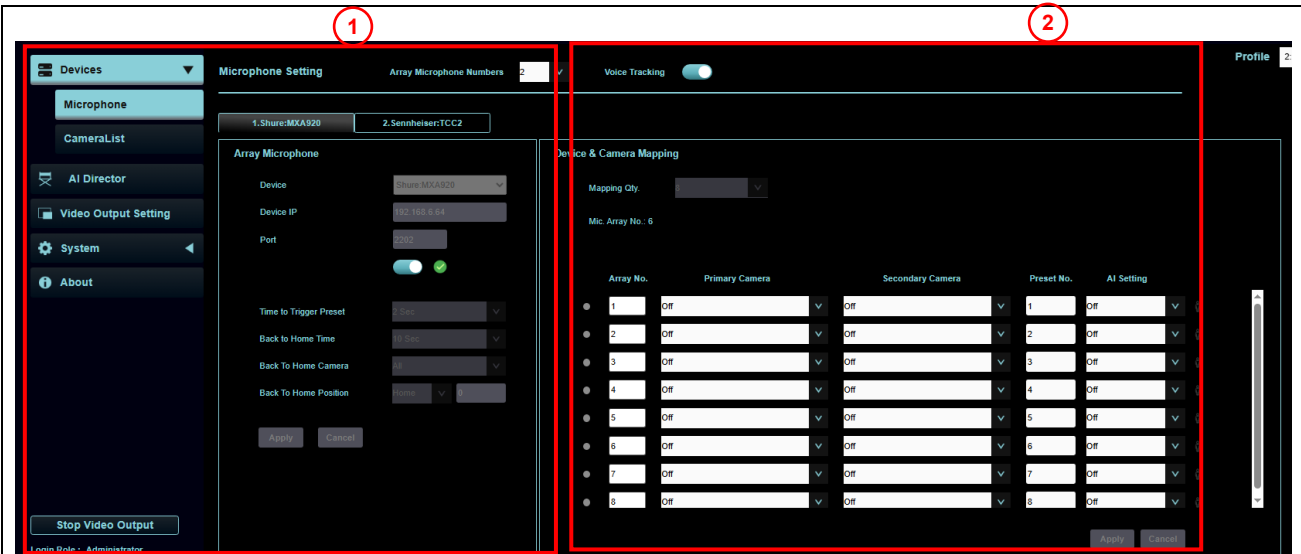 1
2
Devices
Microphone
CameraList
AI Director
Video Output Setting
System
About
Stop Video Output
Login Role : Administrator
Microphone Setting Array Microphone Numbers 2 Voice Tracking Profile 2:
1.Shure:MXA920 2.Sennheiser:TCC2
Array Microphone
Device Shure:MXA920
Device IP 192.168.6.64
Port 2202
Time to Trigger Preset 2 Sec
Back to Home Time 10 Sec
Back To Home Camera All
Back To Home Position Home 0
Apply Cancel
Device & Camera Mapping
Mapping Qty. 8
Mic. Array No.: 6
Array No. Primary Camera Secondary Camera Preset No. AI Setting
1 Off Off 1 Off
2 Off Off 2 Off
3 Off Off 3 Off
4 Off Off 4 Off
5 Off Off 5 Off
6 Off Off 6 Off
7 Off Off 7 Off
8 Off Off 8 Off
Apply Cancel